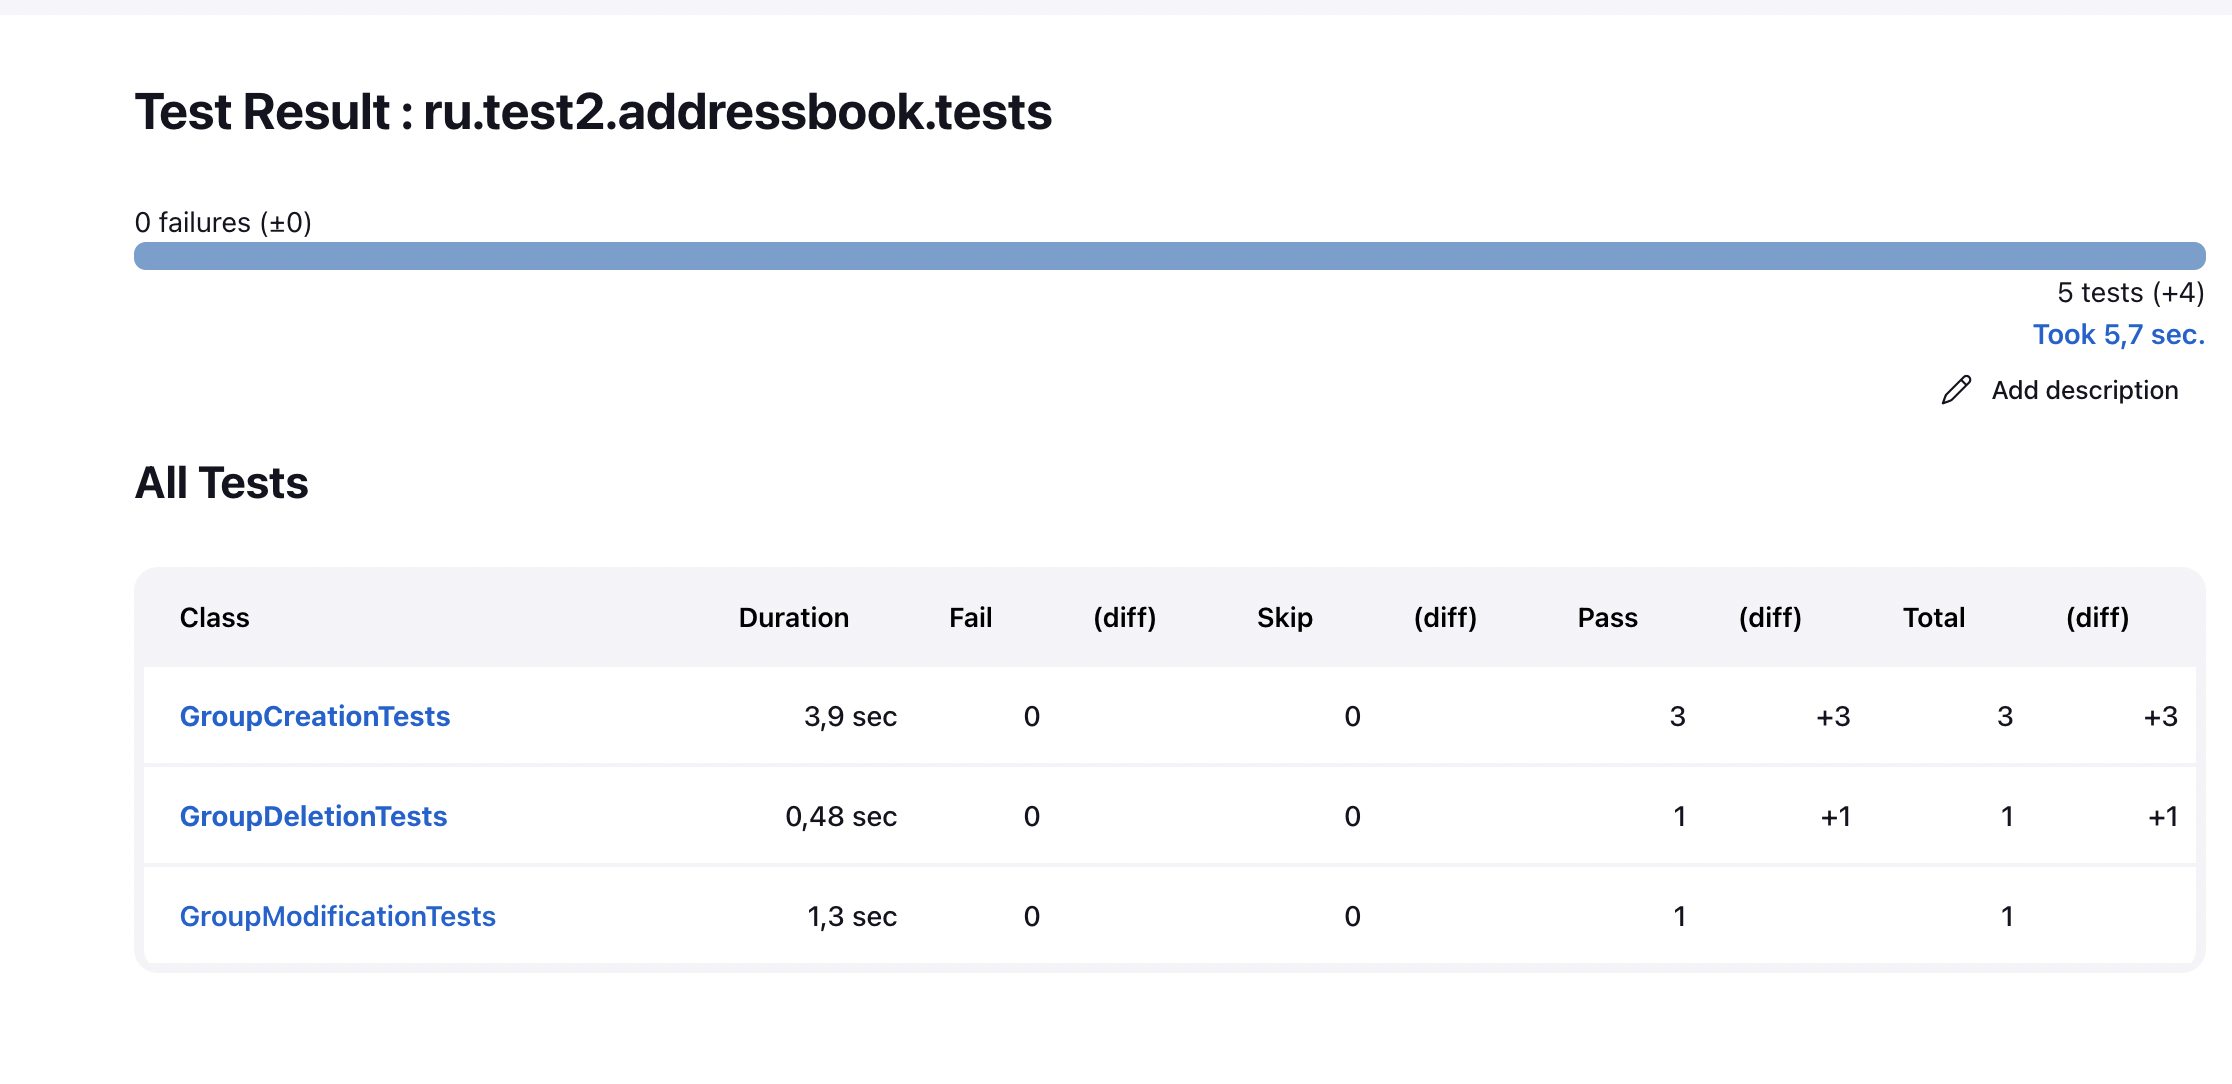 Test Result : ru.test2.addressbook.tests
0 failures (±0)
5 tests (+4)
Took 5,7 sec.
Add description
All Tests
Class Duration Fail (diff) Skip (diff) Pass (diff) Total (diff)
GroupCreationTests 3,9 sec 0 0 3 +3 3 +3
GroupDeletionTests 0,48 sec 0 0 1 +1 1 +1
GroupModificationTests 1,3 sec 0 0 1 1